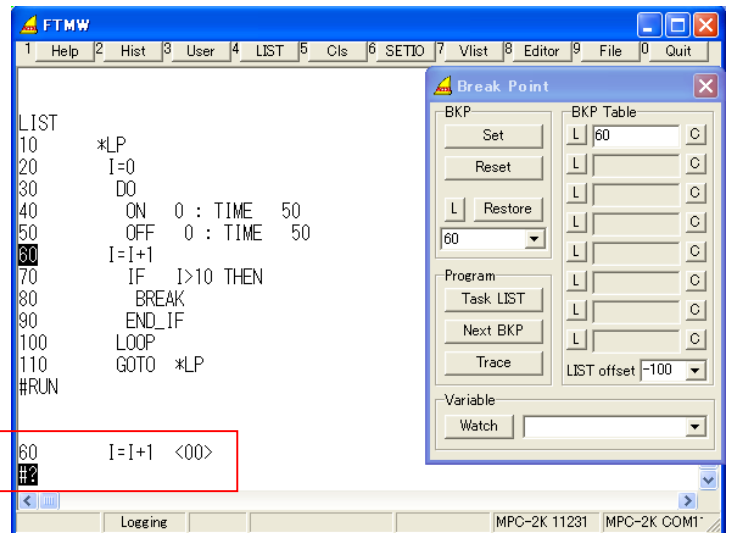 FTMW
1 Help 2 Hist 3 User 4 LIST 5 Cls 6 SETIO 7 Vlist 8 Editor 9 File 0 Quit
LIST
10 *LP
20 I=0
30 DO
40 ON 0 : TIME 50
50 OFF 0 : TIME 50
60 I=I+1
70 IF I>10 THEN
80 BREAK
90 END_IF
100 LOOP
110 GOTO *LP
#RUN
60 I=I+1 <00>
#?
Break Point
BKP
Set
Reset
L Restore
60
Program
Task LIST
Next BKP
Trace
BKP Table
L 60 C
L C
L C
L C
L C
L C
L C
L C
LIST offset -100
Variable
Watch
Logging MPC-2K 11231 MPC-2K COM1